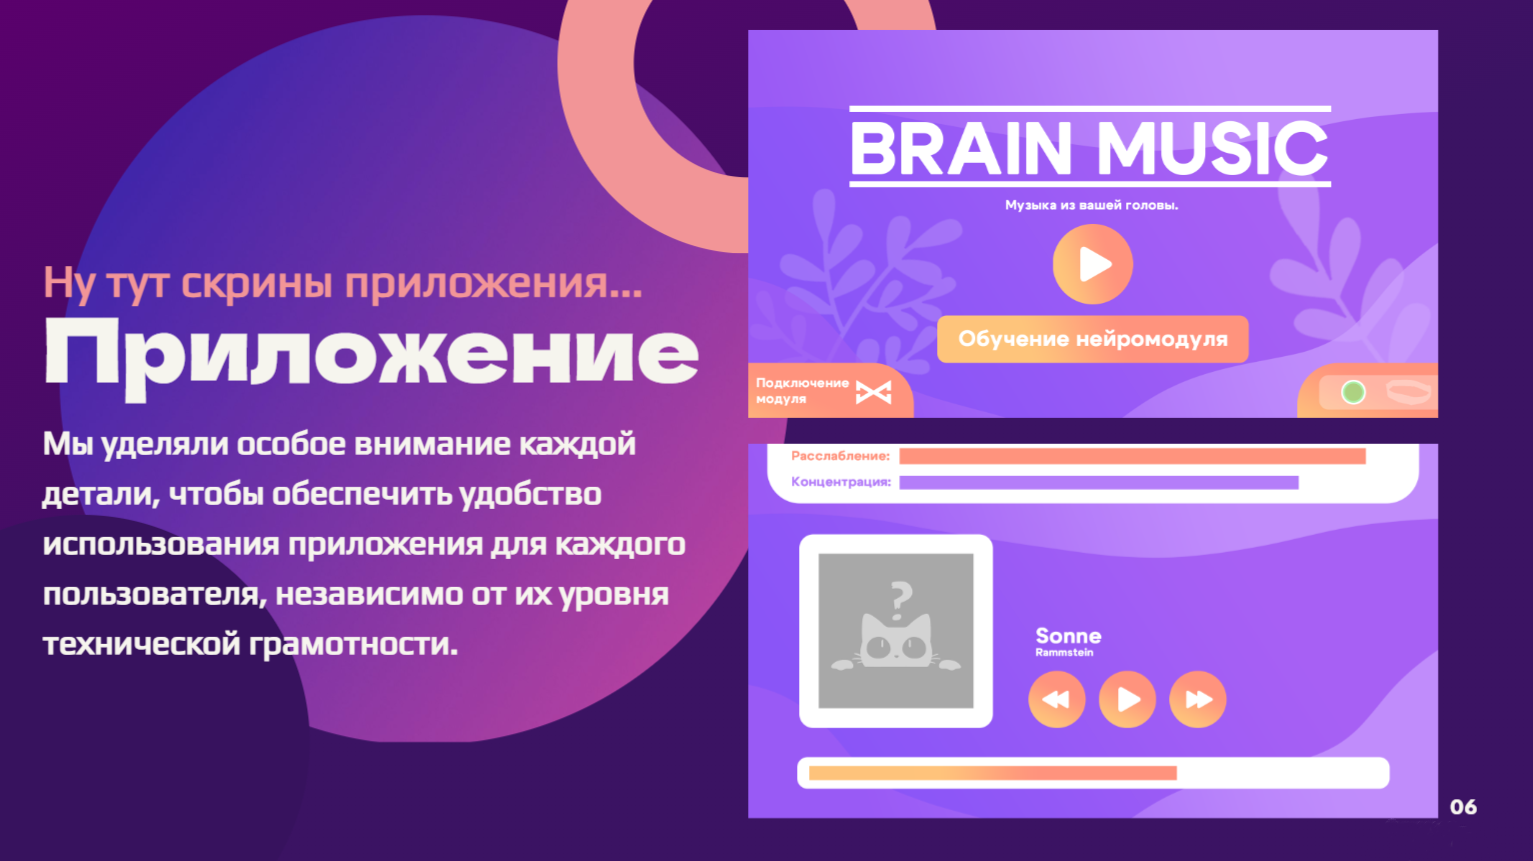 Ну тут скрины приложения...
Приложение
Мы уделяли особое внимание каждой
детали, чтобы обеспечить удобство
использования приложения для каждого
пользователя, независимо от их уровня
технической грамотности.
BRAIN MUSIC
Музыка из вашей головы.
Обучение нейромодуля
Подключение
модуля
Расслабление:
Концентрация:
?
Sonne
Rammstein
06